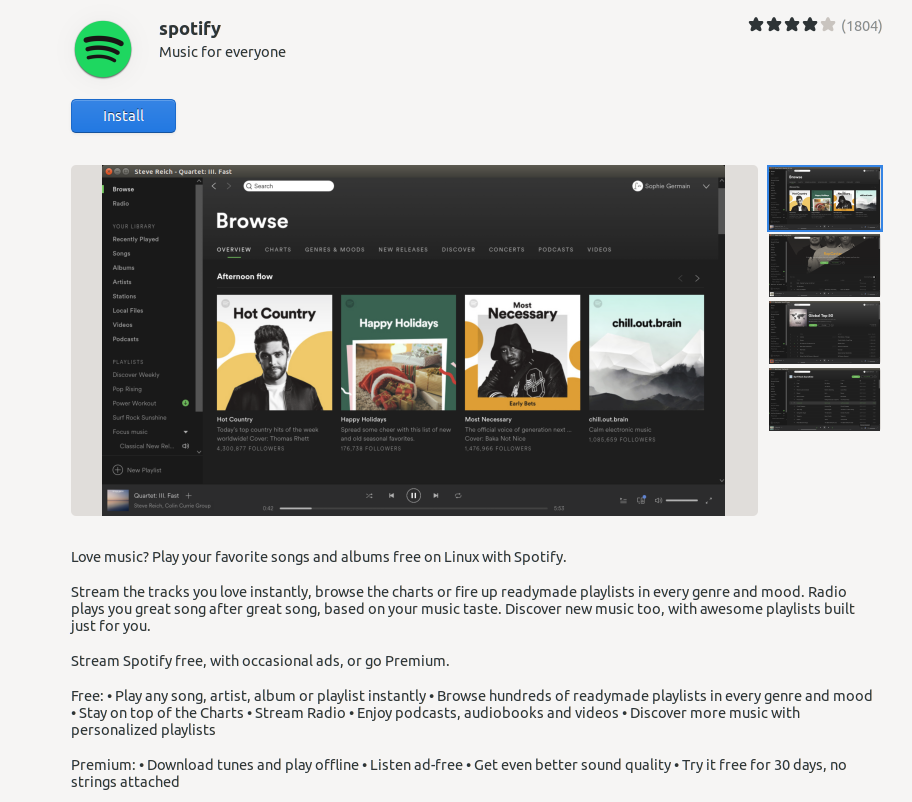 spotify
(1804)
Music for everyone
Install
Steve Reich - Quartet: III. Fast
Browse
Radio
YOUR LIBRARY
Recently Played
Songs
Albums
Artists
Stations
Local Files
Videos
Podcasts
PLAYLISTS
Discover Weekly
Pop Rising
Power Workout
Surf Rock Sunshine
Focus music
Classical New Rel...
New Playlist
Search
Sophie Germain
Browse
OVERVIEW CHARTS GENRES & MOODS NEW RELEASES DISCOVER CONCERTS PODCASTS VIDEOS
Afternoon flow
Hot Country
Happy Holidays
Most
Necessary
Early Bets
chill.out.brain
Hot Country
Today's top country hits of the week
worldwide! Cover: Thomas Rhett
4,300,877 FOLLOWERS
Happy Holidays
Spread some cheer with this list of new
and old seasonal favorites.
176,738 FOLLOWERS
Most Necessary
The official voice of generation next ...
Cover: Baka Not Nice
1,476,966 FOLLOWERS
chill.out.brain
Calm electronic music
1,083,659 FOLLOWERS
Quartet: III. Fast
Steve Reich, Colin Currie Group
0:42
5:53
Love music? Play your favorite songs and albums free on Linux with Spotify.
Stream the tracks you love instantly, browse the charts or fire up readymade playlists in every genre and mood. Radio
plays you great song after great song, based on your music taste. Discover new music too, with awesome playlists built
just for you.
Stream Spotify free, with occasional ads, or go Premium.
Free: • Play any song, artist, album or playlist instantly • Browse hundreds of readymade playlists in every genre and mood
• Stay on top of the Charts • Stream Radio • Enjoy podcasts, audiobooks and videos • Discover more music with
personalized playlists
Premium: • Download tunes and play offline • Listen ad-free • Get even better sound quality • Try it free for 30 days, no
strings attached